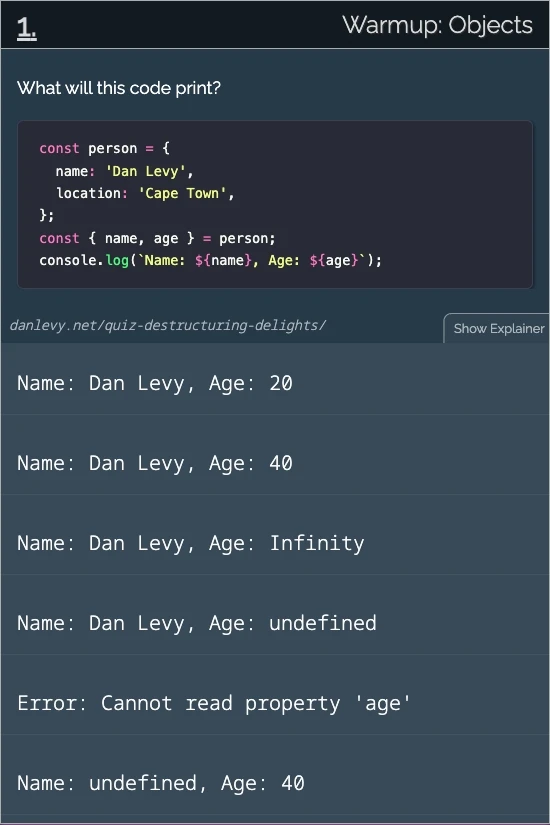 1.
Warmup: Objects
What will this code print?
const person = {
  name: 'Dan Levy',
  location: 'Cape Town',
};
const { name, age } = person;
console.log(`Name: ${name}, Age: ${age}`);
danlevy.net/quiz-destructuring-delights/
Show Explainer
Name: Dan Levy, Age: 20
Name: Dan Levy, Age: 40
Name: Dan Levy, Age: Infinity
Name: Dan Levy, Age: undefined
Error: Cannot read property 'age'
Name: undefined, Age: 40